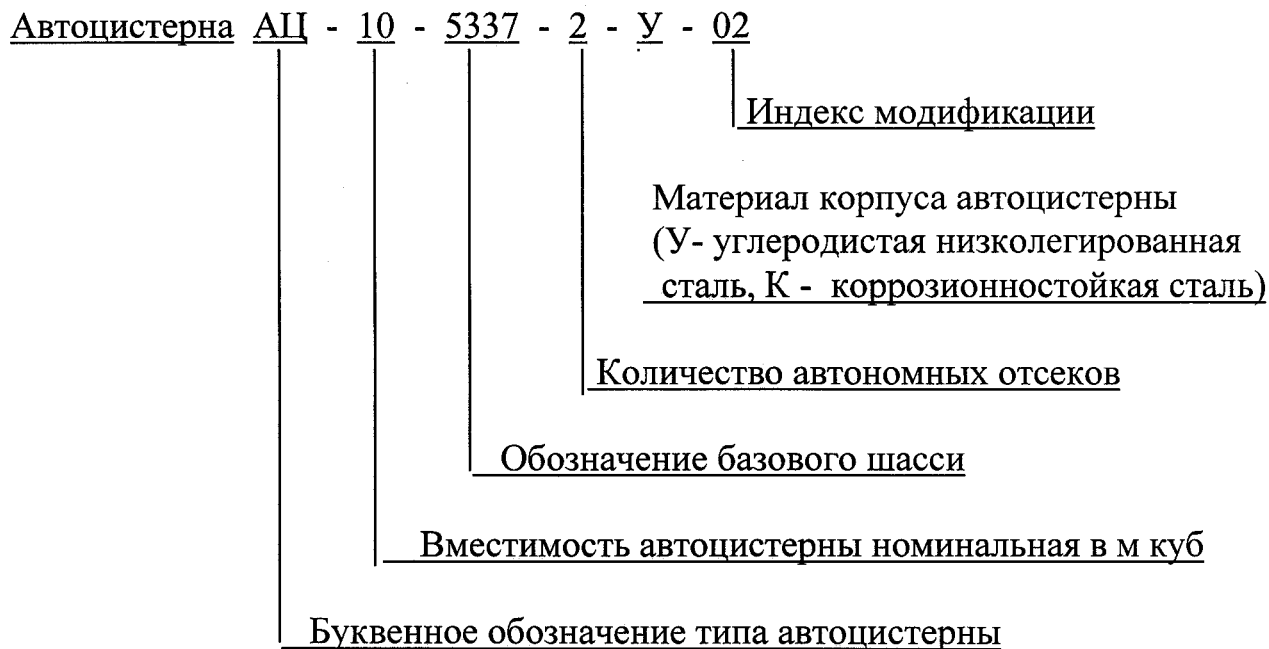 Автоцистерна АЦ - 10 - 5337 - 2 - У - 02
Индекс модификации
Материал корпуса автоцистерны
(У- углеродистая низколегированная
сталь, К - коррозионностойкая сталь)
Количество автономных отсеков
Обозначение базового шасси
Вместимость автоцистерны номинальная в м куб
Буквенное обозначение типа автоцистерны